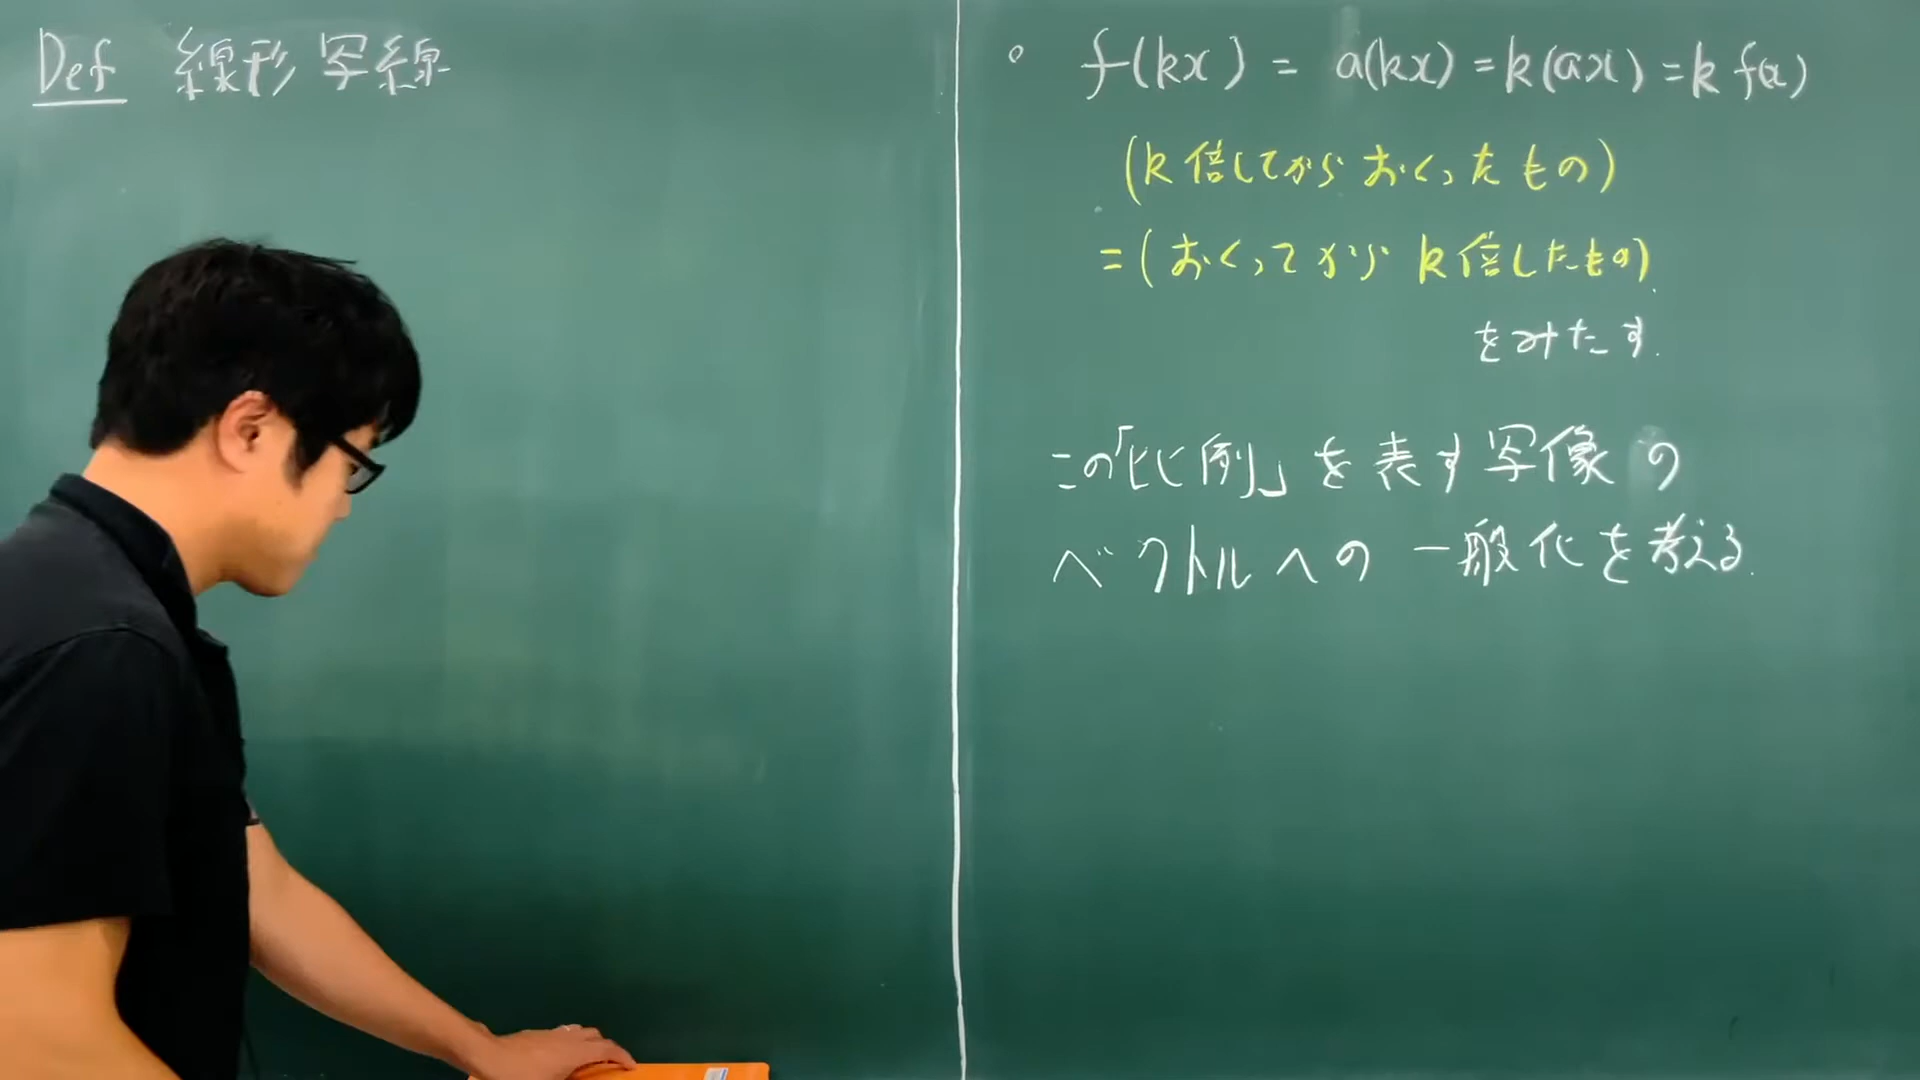 Def 線形写線
。 f(kx) = a(kx) = k(ax) = k f(x)
(k倍してから おくったもの)
= (おくってから k倍したもの)
をみたす.
この「比例」を表す写像の
ベクトルへの 一般化を考える.